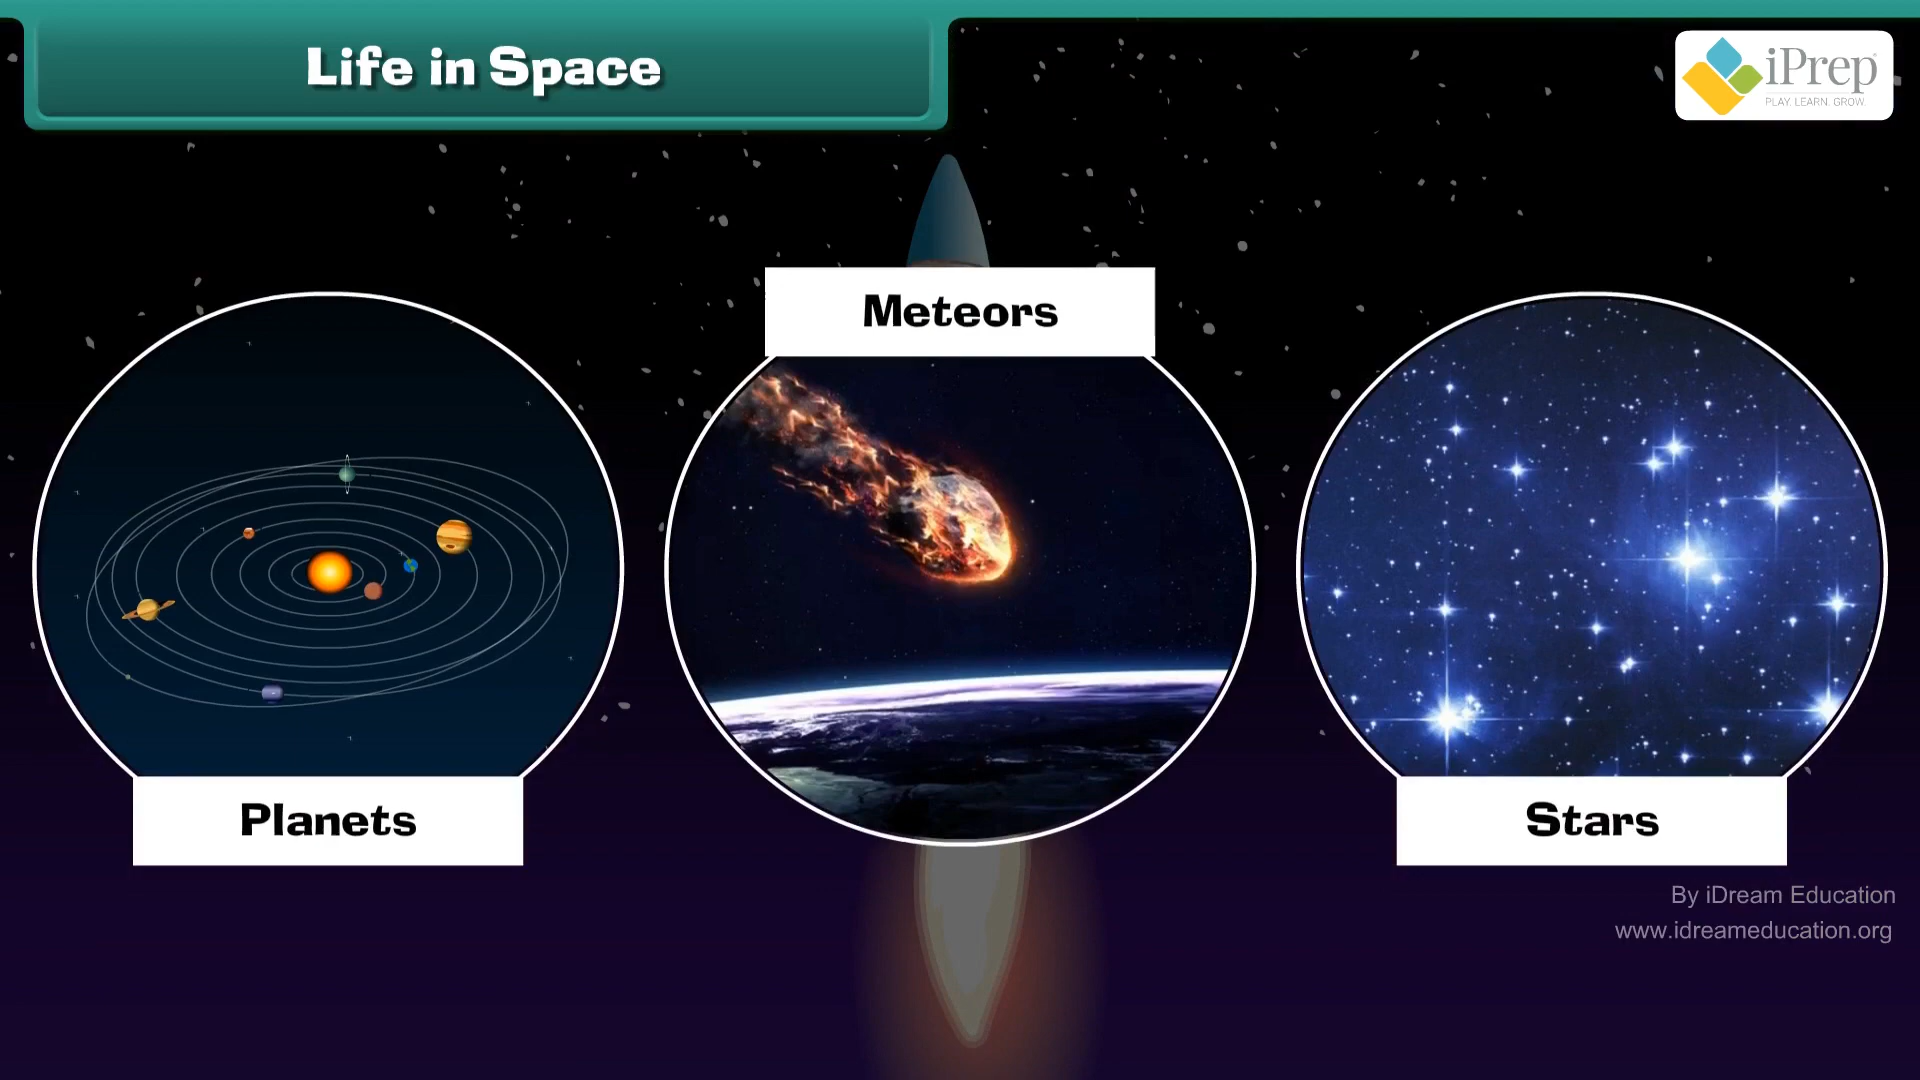 Life in Space
iPrep
PLAY. LEARN. GROW.
Meteors
Planets
Stars
By iDream Education
www.idreameducation.org